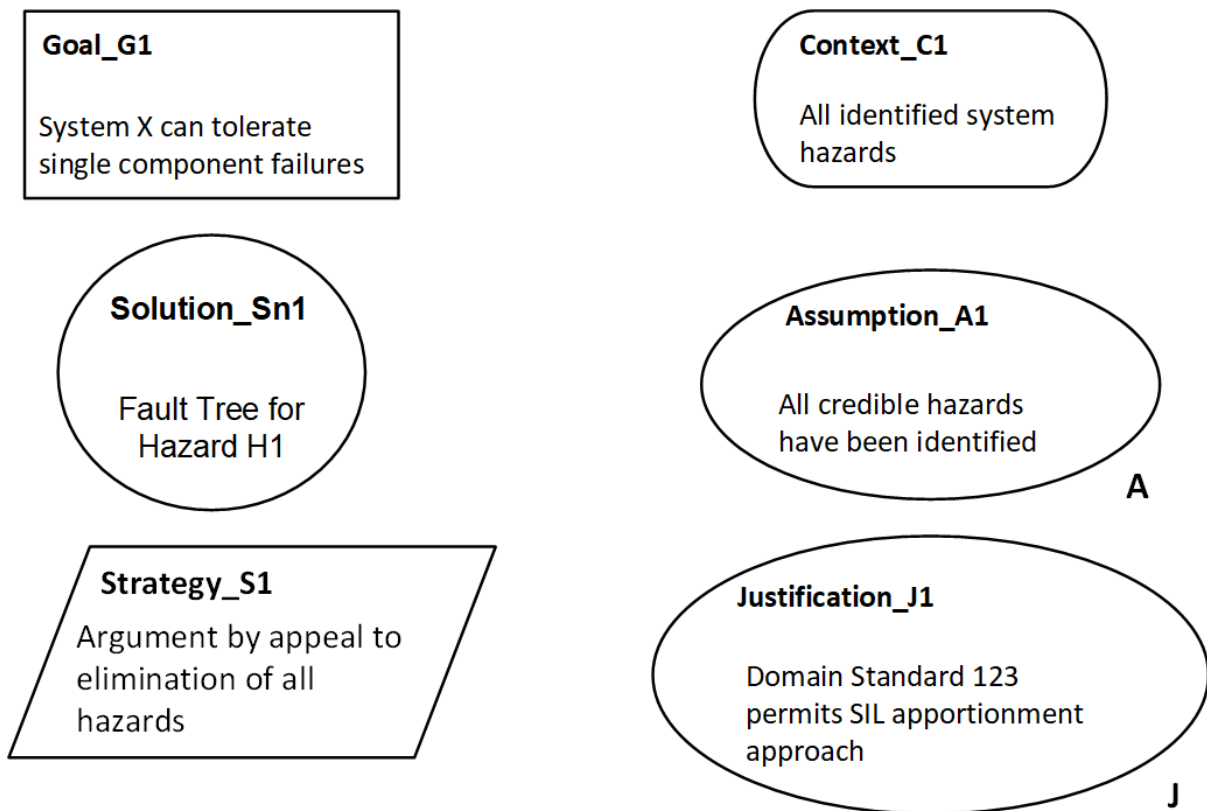 Goal_G1
System X can tolerate
single component failures
Context_C1
All identified system
hazards
Solution_Sn1
Fault Tree for
Hazard H1
Assumption_A1
All credible hazards
have been identified
A
Strategy_S1
Argument by appeal to
elimination of all
hazards
Justification_J1
Domain Standard 123
permits SIL apportionment
approach
J